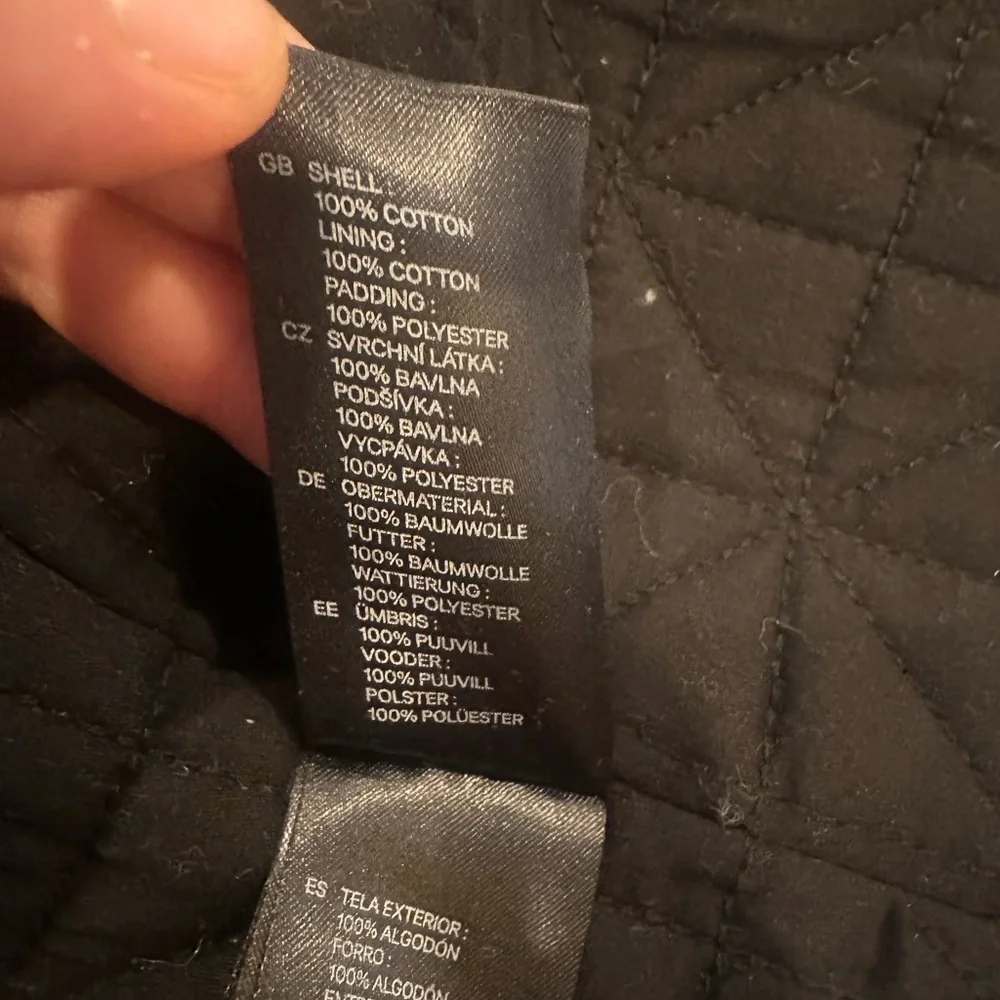 GB SHELL:
100% COTTON
LINING :
100% COTTON
PADDING :
100% POLYESTER
CZ SVRCHNÍ LÁTKA :
100% BAVLNA
PODŠÍVKA :
100% BAVLNA
VYCPÁVKA :
100% POLYESTER
DE OBERMATERIAL :
100% BAUMWOLLE
FUTTER :
100% BAUMWOLLE
WATTIERUNG :
100% POLYESTER
EE ÜMBRIS :
100% PUUVILL
VOODER :
100% PUUVILL
POLSTER :
100% POLÜESTER
ES TELA EXTERIOR :
100% ALGODÓN
FORRO :
100% ALGODÓN